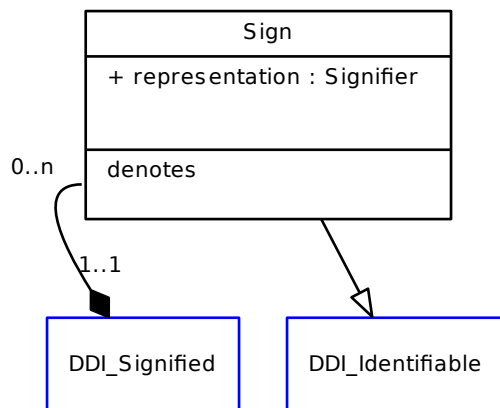 Sign
+ representation : Signifier
denotes
0..n
1..1
DDI_Signified
DDI_Identifiable